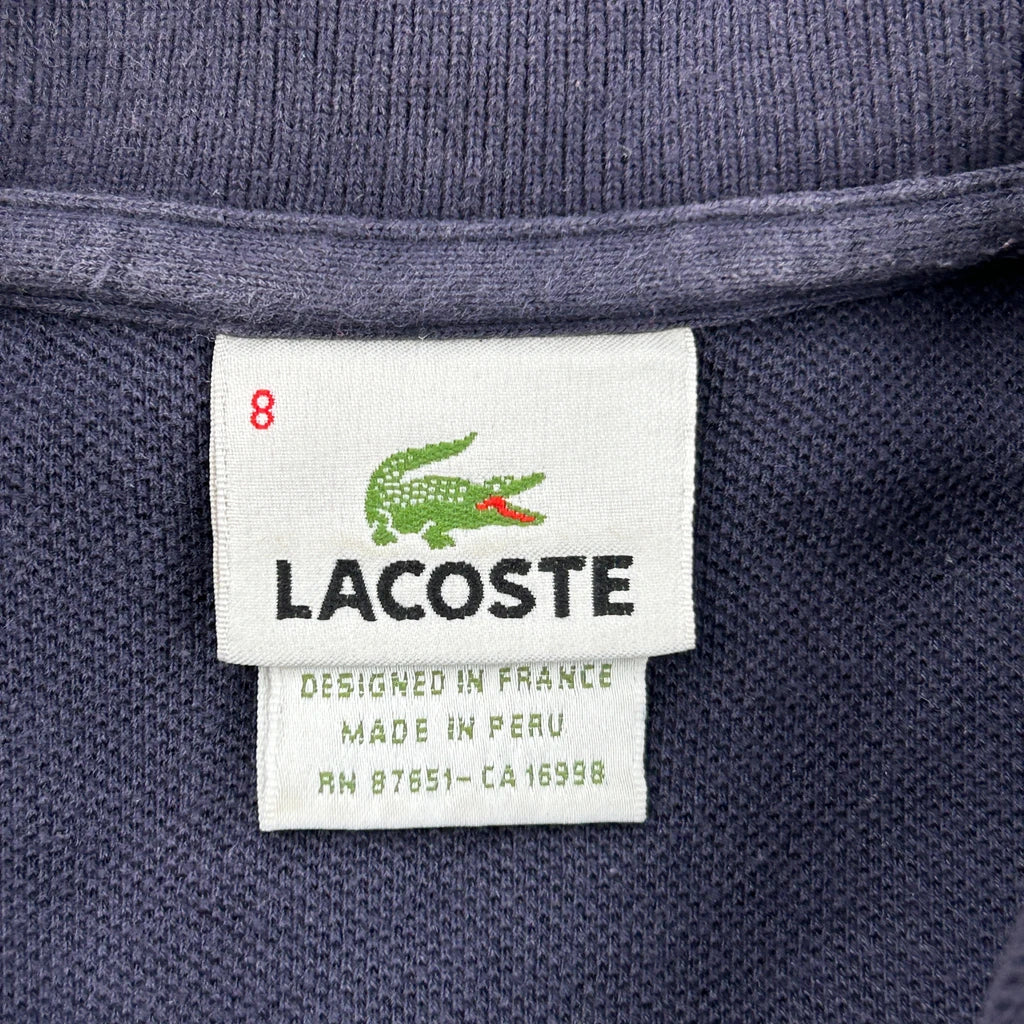 8
LACOSTE
DESIGNED IN FRANCE
MADE IN PERU
RN 87651-CA 16998